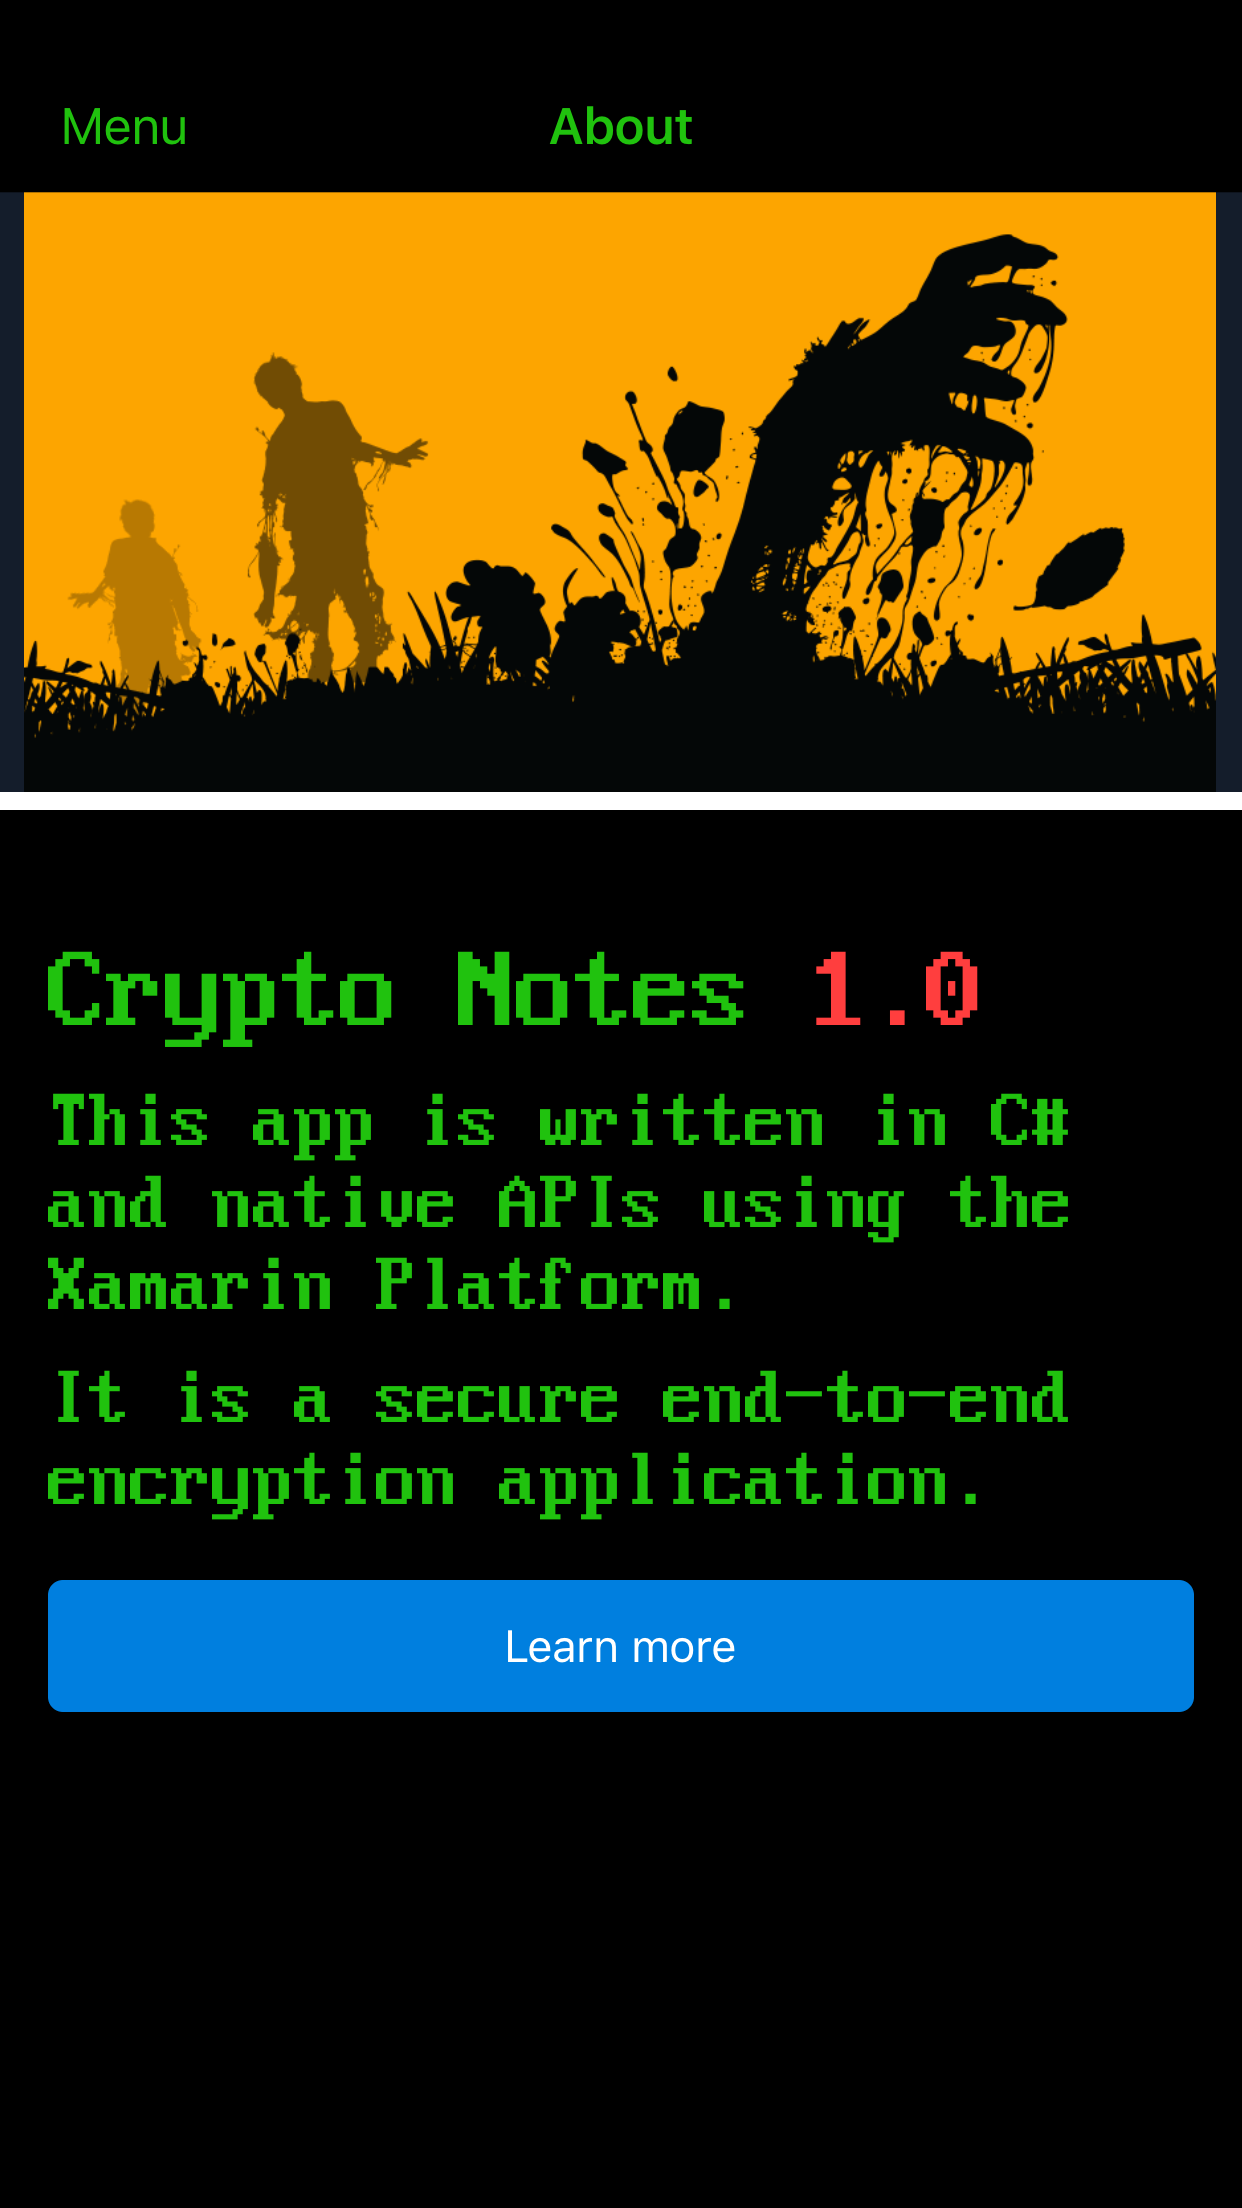 Menu
About
Crypto Notes 1.0
This app is written in C#
and native APIs using the
Xamarin Platform.
It is a secure end-to-end
encryption application.
Learn more